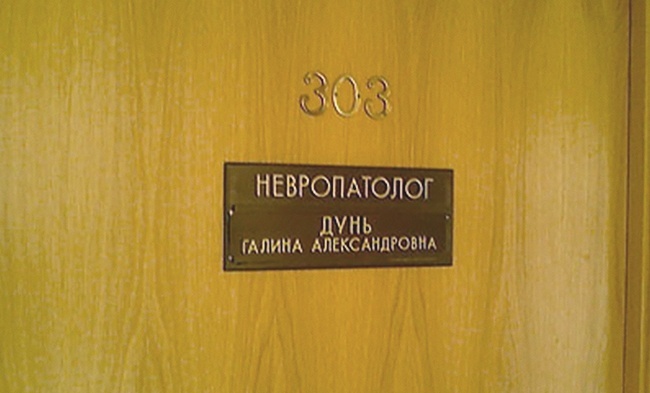 303
НЕВРОПАТОЛОГ
ДУНЬ
ГАЛИНА АЛЕКСАНДРОВНА